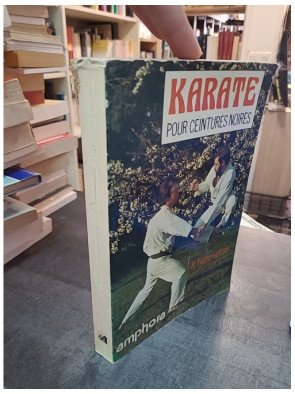 KARATE
POUR CEINTURES NOIRES
amphora